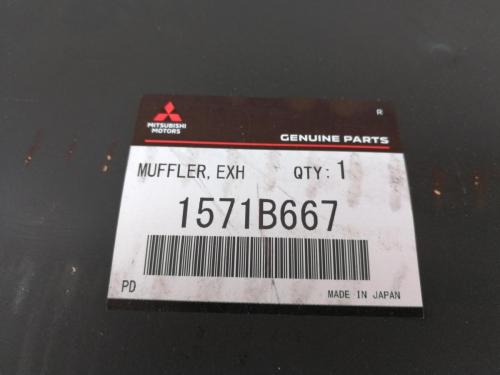 R
MITSUBISHI
MOTORS
GENUINE PARTS
MUFFLER, EXH QTY: 1
1571B667
PD
MADE IN JAPAN